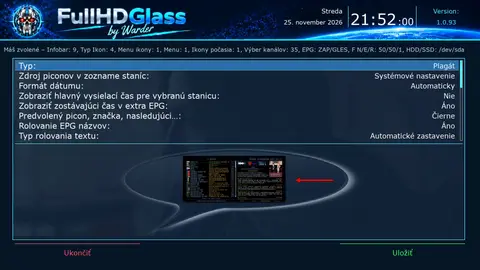 FullHDGlass
by Warder
Streda
25. november 2026
21:52:00
Version:
1.0.93
Máš zvolené – Infobar: 9, Typ Ikon: 4, Menu ikony: 1, Menu: 1, Ikony počasia: 1, Výber kanálov: 35, EPG: ZAP/GLES, F N/E/R: 50/50/1, HDD/SSD: /dev/sda
Typ: Plagát
Zdroj piconov v zozname staníc: Systémové nastavenie
Formát dátumu: Automaticky
Zobraziť hlavný vysielací čas pre vybranú stanicu: Nie
Zobraziť zostávajúci čas v extra EPG: Áno
Predvolený picon, značka, nasledujúci...: Čierne
Rolovanie EPG názvov: Áno
Typ rolovania textu: Automatické zastavenie
Ukončiť
Uložiť